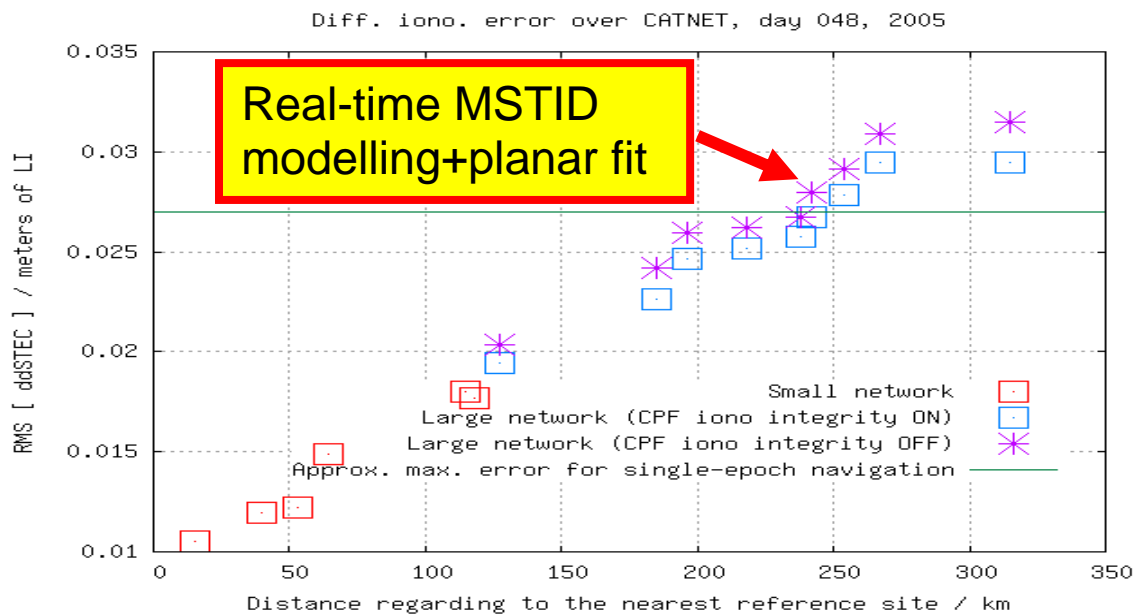 Diff. iono. error over CATNET, day 048, 2005
0.035
0.03
0.025
0.02
0.015
0.01
RMS [ ddSTEC ] / meters of LI
Real-time MSTID
modelling+planar fit
Small network
Large network (CPF iono integrity ON)
Large network (CPF iono integrity OFF)
Approx. max. error for single-epoch navigation
0 50 100 150 200 250 300 350
Distance regarding to the nearest reference site / km